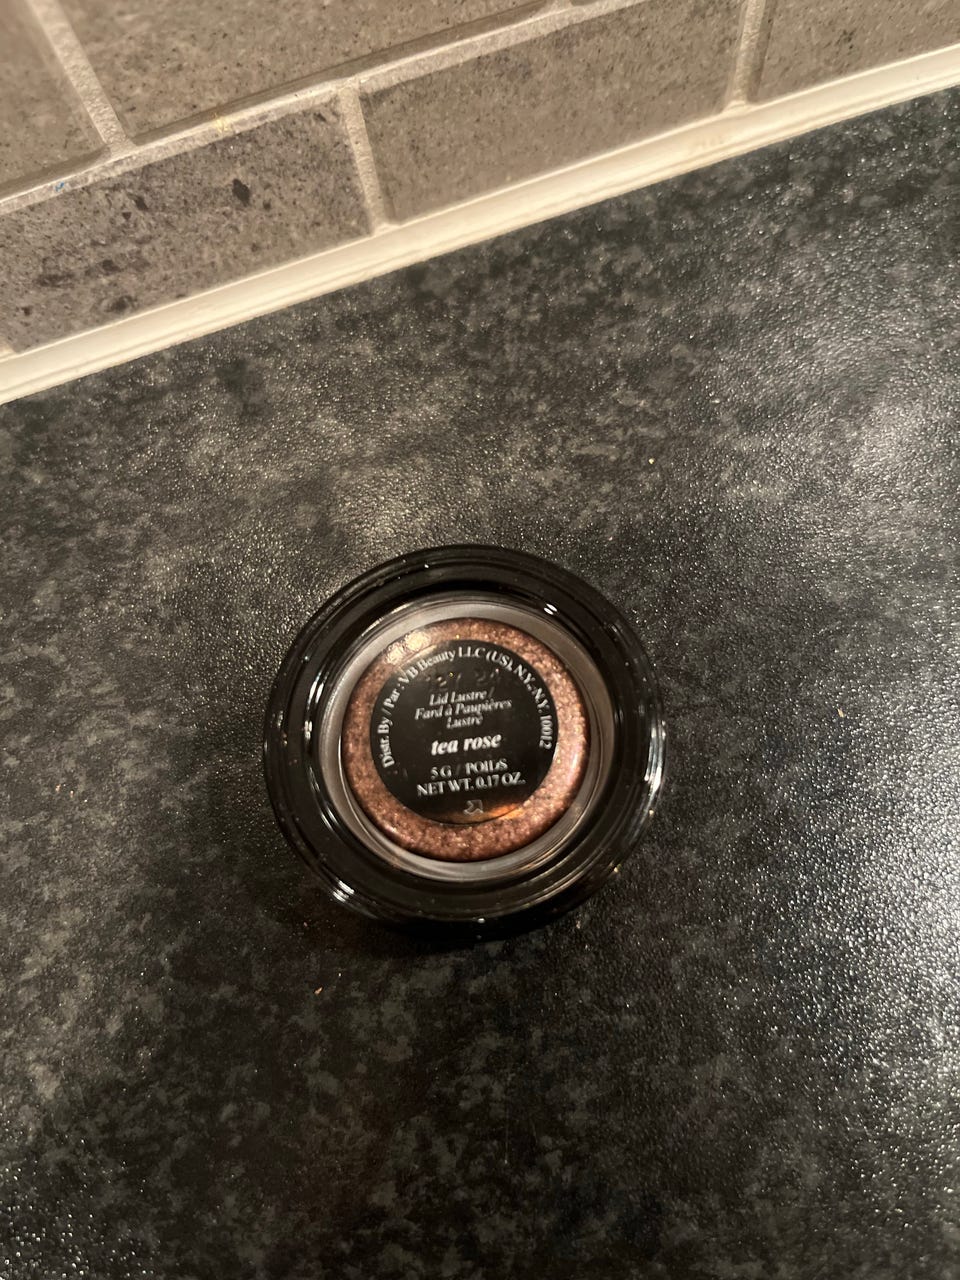 Distr. By / Par : VB Beauty LLC (US), N.Y., N.Y. 10012
Lid Lustre /
Fard à Paupières
Lustré
tea rose
5 G / POIDS
NET WT. 0.17 OZ.